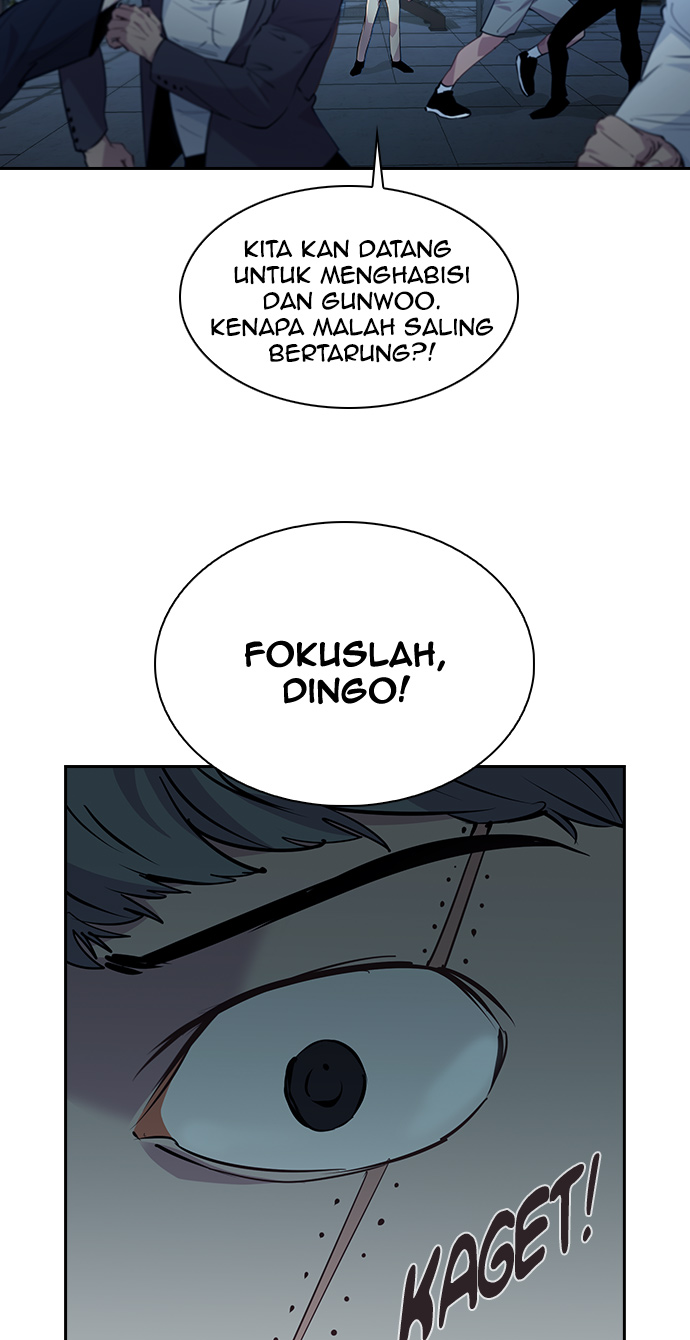 KITA KAN DATANG
UNTUK MENGHABISI
DAN GUNWOO.
KENAPA MALAH SALING
BERTARUNG?!
FOKUSLAH,
DINGO!
KAGET!